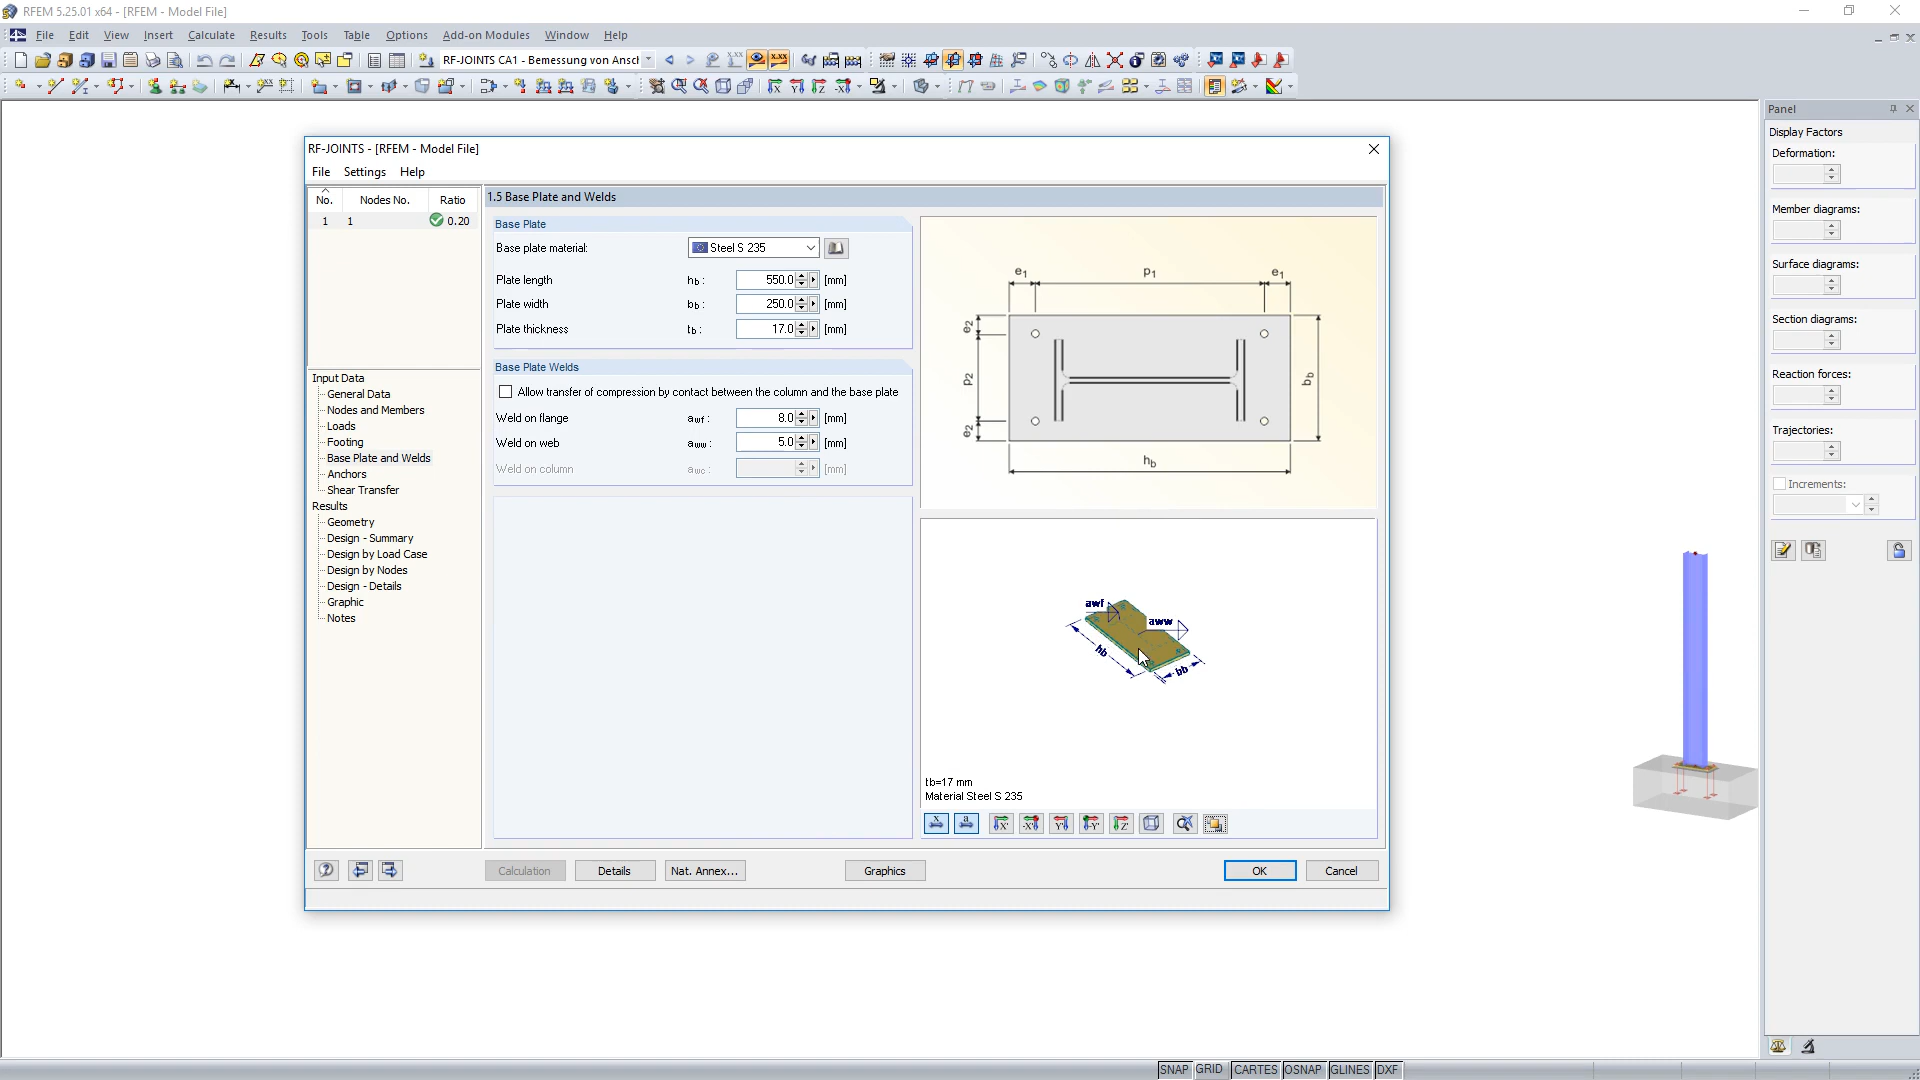 RFEM 5.25.01 x64 - [RFEM - Model File]
File Edit View Insert Calculate Results Tools Table Options Add-on Modules Window Help
RF-JOINTS CA1 - Bemessung von Ansch
Panel
Display Factors
Deformation:
Member diagrams:
Surface diagrams:
Section diagrams:
Reaction forces:
Trajectories:
Increments:
RF-JOINTS - [RFEM - Model File]
File Settings Help
No. Nodes No. Ratio
1 1 0.20
Input Data
General Data
Nodes and Members
Loads
Footing
Base Plate and Welds
Anchors
Shear Transfer
Results
Geometry
Design - Summary
Design by Load Case
Design by Nodes
Design - Details
Graphic
Notes
1.5 Base Plate and Welds
Base Plate
Base plate material: Steel S 235
Plate length hb: 550.0 [mm]
Plate width bb: 250.0 [mm]
Plate thickness tb: 17.0 [mm]
Base Plate Welds
Allow transfer of compression by contact between the column and the base plate
Weld on flange awf: 8.0 [mm]
Weld on web aww: 5.0 [mm]
Weld on column awc: [mm]
e1 p1 e1
e2
p2
e2
bb
hb
awf
aww
hb
bb
tb=17 mm
Material Steel S 235
Calculation Details Nat. Annex... Graphics OK Cancel
SNAP GRID CARTES OSNAP GLINES DXF